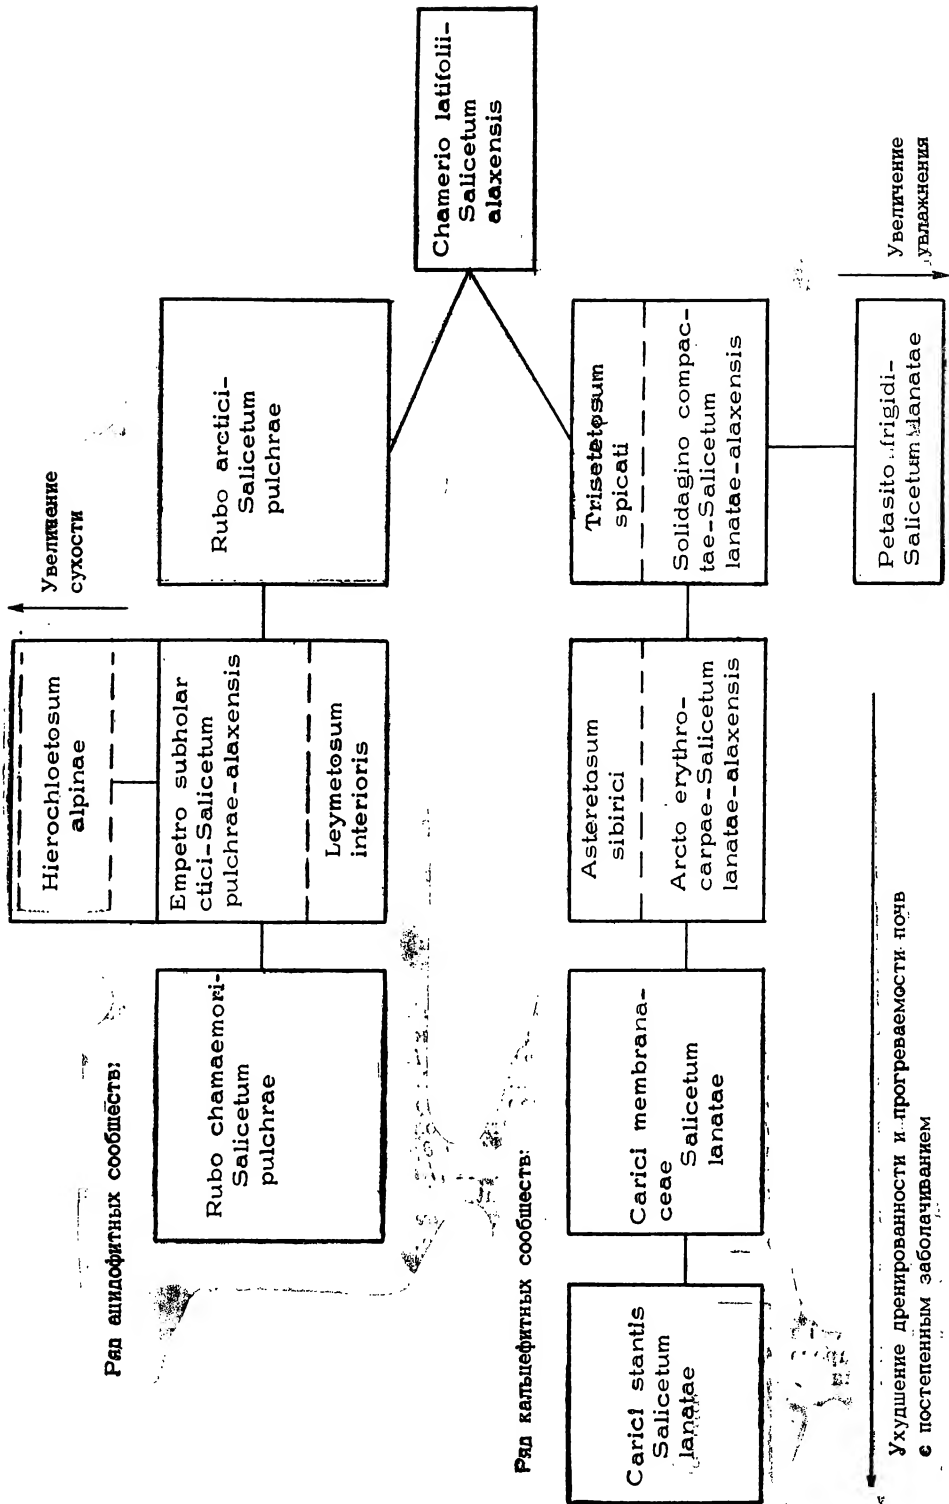 Ряд ацидофитных сообществ:
Увеличение
сухости
Hierochloetosum
alpinae
Rubo chamaemori-
Salicetum
pulchrae
Empetro subholar
ctici-Salicetum
pulchrae-alaxensis
Leymetosum
interioris
Rubo arctici-
Salicetum
pulchrae
Chamerio latifolii-
Salicetum
alaxensis
Ряд кальцефитных сообществ:
Carici stantis
Salicetum
lanatae
Carici membrana-
ceae
Salicetum
lanatae
Asteretosum
sibirici
Arcto erythro-
carpae-Salicetum
lanatae-alaxensis
Trisetetosum
spicati
Solidagino compac-
tae-Salicetum
lanatae-alaxensis
Petasito frigidi-
Salicetum lanatae
Увеличение
увлажнения
Ухудшение дренированности и прогреваемости почв
с постепенным заболачиванием